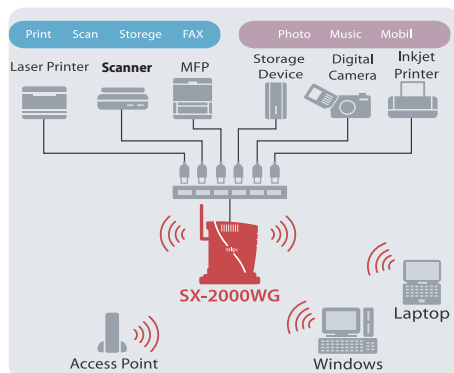 Print Scan Storege FAX
Photo Music Mobil
Laser Printer
Scanner
MFP
Storage
Device
Digital
Camera
Inkjet
Printer
silex
SX-2000WG
Laptop
Access Point
Windows